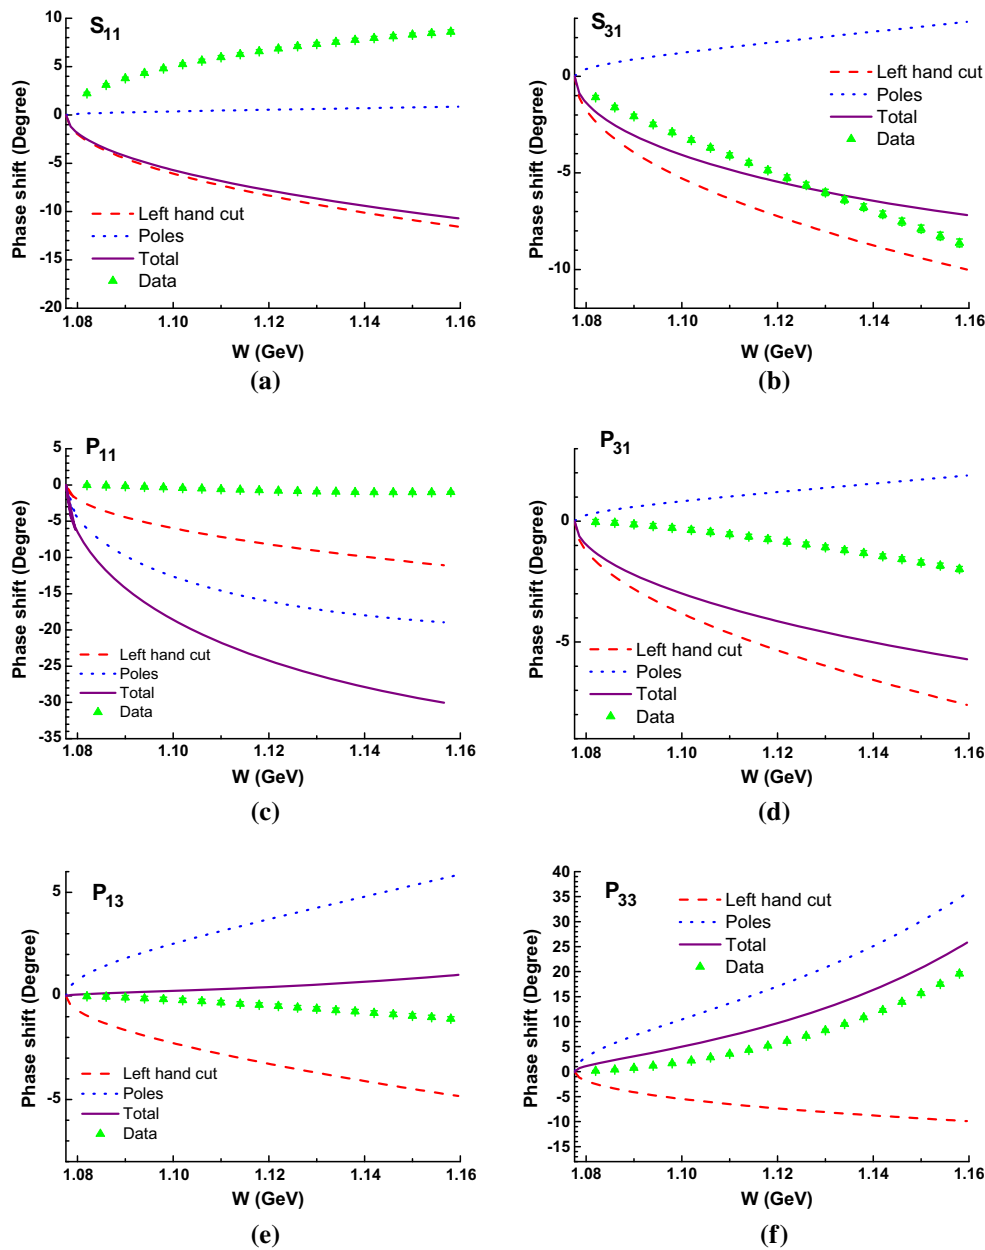 S11
Phase shift (Degree)
10
5
0
-5
-10
-15
-20
Left hand cut
Poles
Total
Data
1.08 1.10 1.12 1.14 1.16
W (GeV)
(a)
S31
Phase shift (Degree)
0
-5
-10
Left hand cut
Poles
Total
Data
1.08 1.10 1.12 1.14 1.16
W (GeV)
(b)
P11
Phase shift (Degree)
5
0
-5
-10
-15
-20
-25
-30
-35
Left hand cut
Poles
Total
Data
1.08 1.10 1.12 1.14 1.16
W (GeV)
(c)
P31
Phase shift (Degree)
0
-5
Left hand cut
Poles
Total
Data
1.08 1.10 1.12 1.14 1.16
W (GeV)
(d)
P13
Phase shift (Degree)
5
0
-5
Left hand cut
Poles
Total
Data
1.08 1.10 1.12 1.14 1.16
W (GeV)
(e)
P33
Phase shift (Degree)
40
35
30
25
20
15
10
5
0
-5
-10
-15
Left hand cut
Poles
Total
Data
1.08 1.10 1.12 1.14 1.16
W (GeV)
(f)